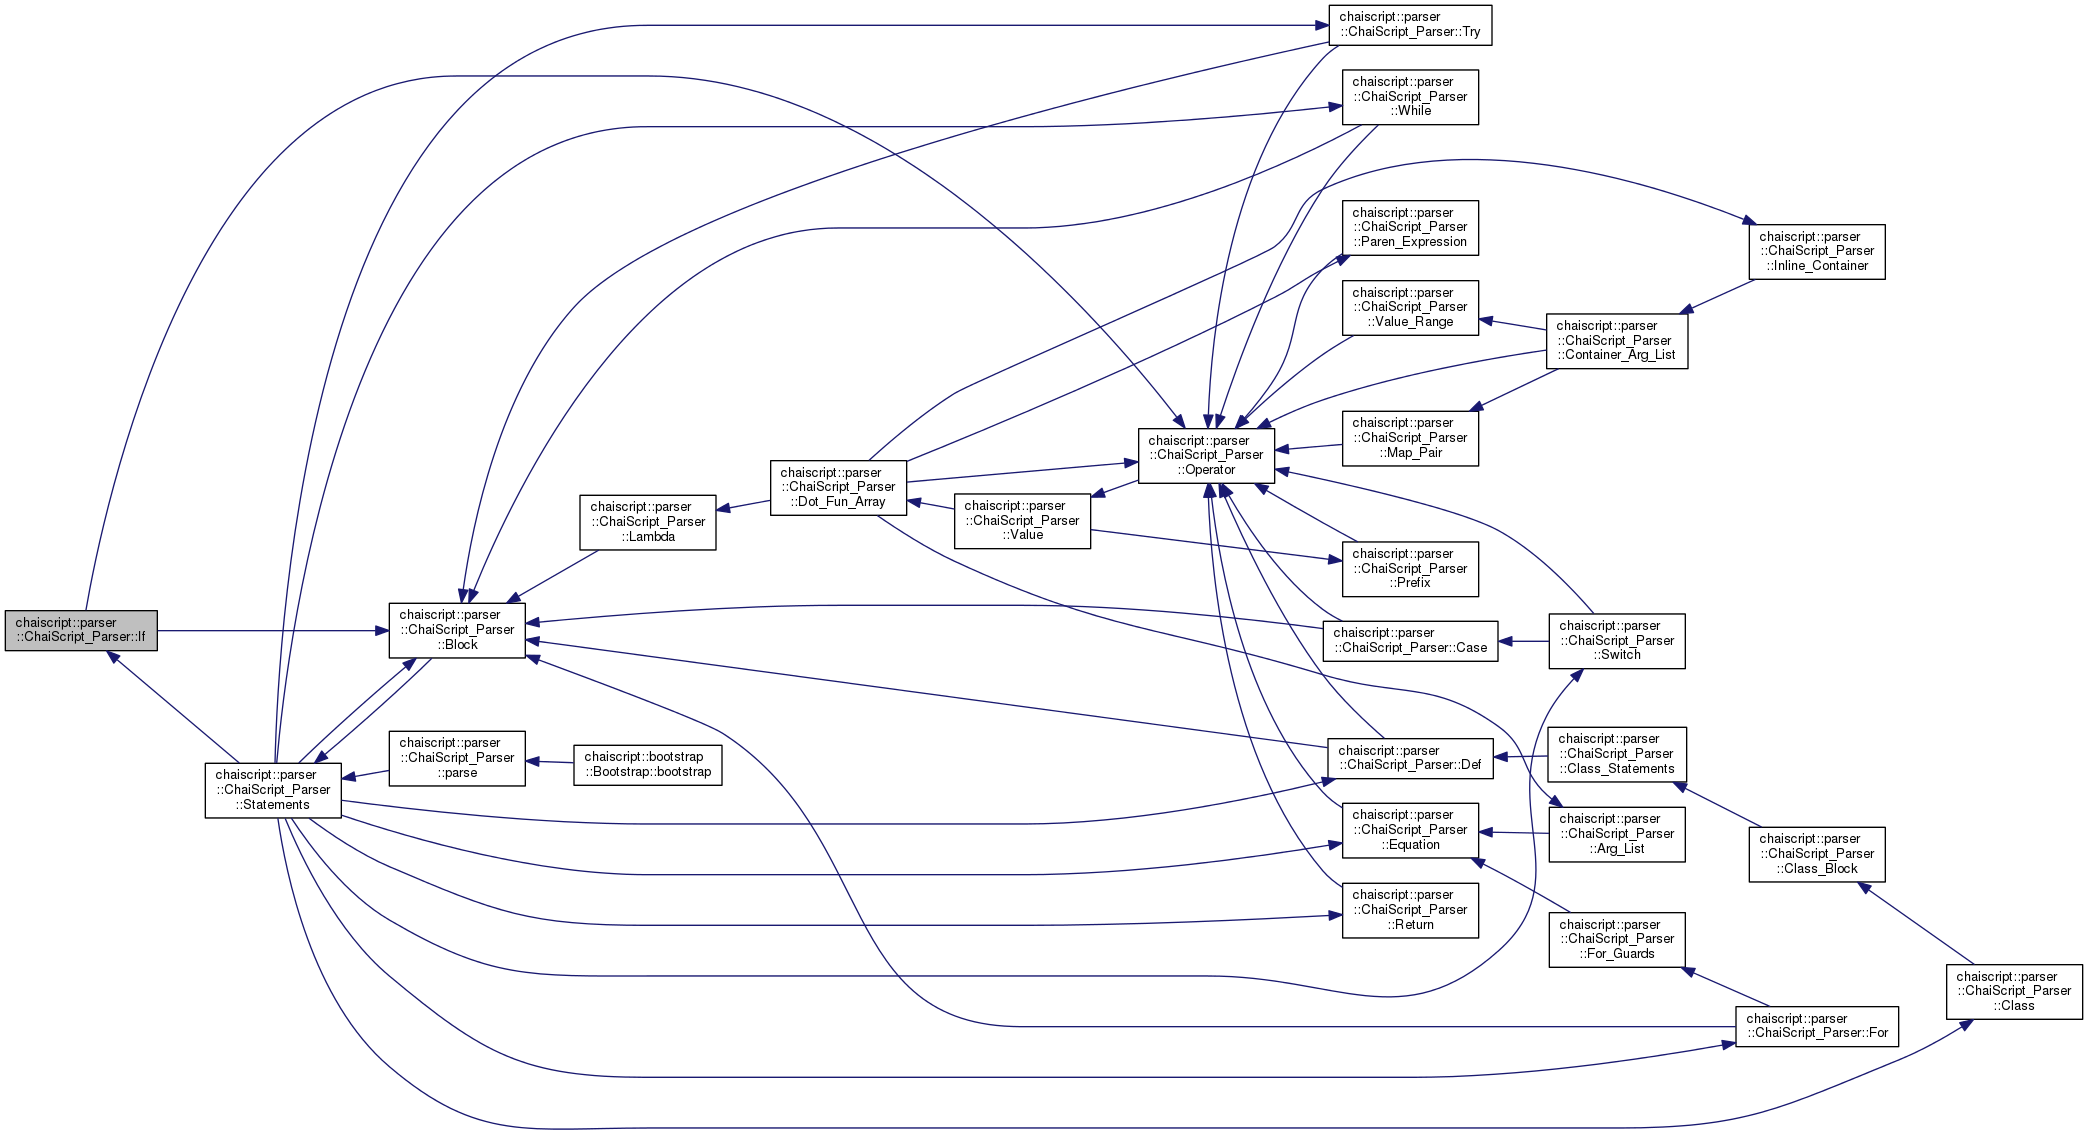 chaiscript::parser
::ChaiScript_Parser::Try
chaiscript::parser
::ChaiScript_Parser
::While
chaiscript::parser
::ChaiScript_Parser
::Paren_Expression
chaiscript::parser
::ChaiScript_Parser
::Inline_Container
chaiscript::parser
::ChaiScript_Parser
::Value_Range
chaiscript::parser
::ChaiScript_Parser
::Container_Arg_List
chaiscript::parser
::ChaiScript_Parser
::Map_Pair
chaiscript::parser
::ChaiScript_Parser
::Operator
chaiscript::parser
::ChaiScript_Parser
::Dot_Fun_Array
chaiscript::parser
::ChaiScript_Parser
::Lambda
chaiscript::parser
::ChaiScript_Parser
::Value
chaiscript::parser
::ChaiScript_Parser
::Prefix
chaiscript::parser
::ChaiScript_Parser::If
chaiscript::parser
::ChaiScript_Parser
::Block
chaiscript::parser
::ChaiScript_Parser::Case
chaiscript::parser
::ChaiScript_Parser
::Switch
chaiscript::parser
::ChaiScript_Parser
::Statements
chaiscript::parser
::ChaiScript_Parser
::parse
chaiscript::bootstrap
::Bootstrap::bootstrap
chaiscript::parser
::ChaiScript_Parser::Def
chaiscript::parser
::ChaiScript_Parser
::Class_Statements
chaiscript::parser
::ChaiScript_Parser
::Equation
chaiscript::parser
::ChaiScript_Parser
::Arg_List
chaiscript::parser
::ChaiScript_Parser
::Class_Block
chaiscript::parser
::ChaiScript_Parser
::Return
chaiscript::parser
::ChaiScript_Parser
::For_Guards
chaiscript::parser
::ChaiScript_Parser
::Class
chaiscript::parser
::ChaiScript_Parser::For